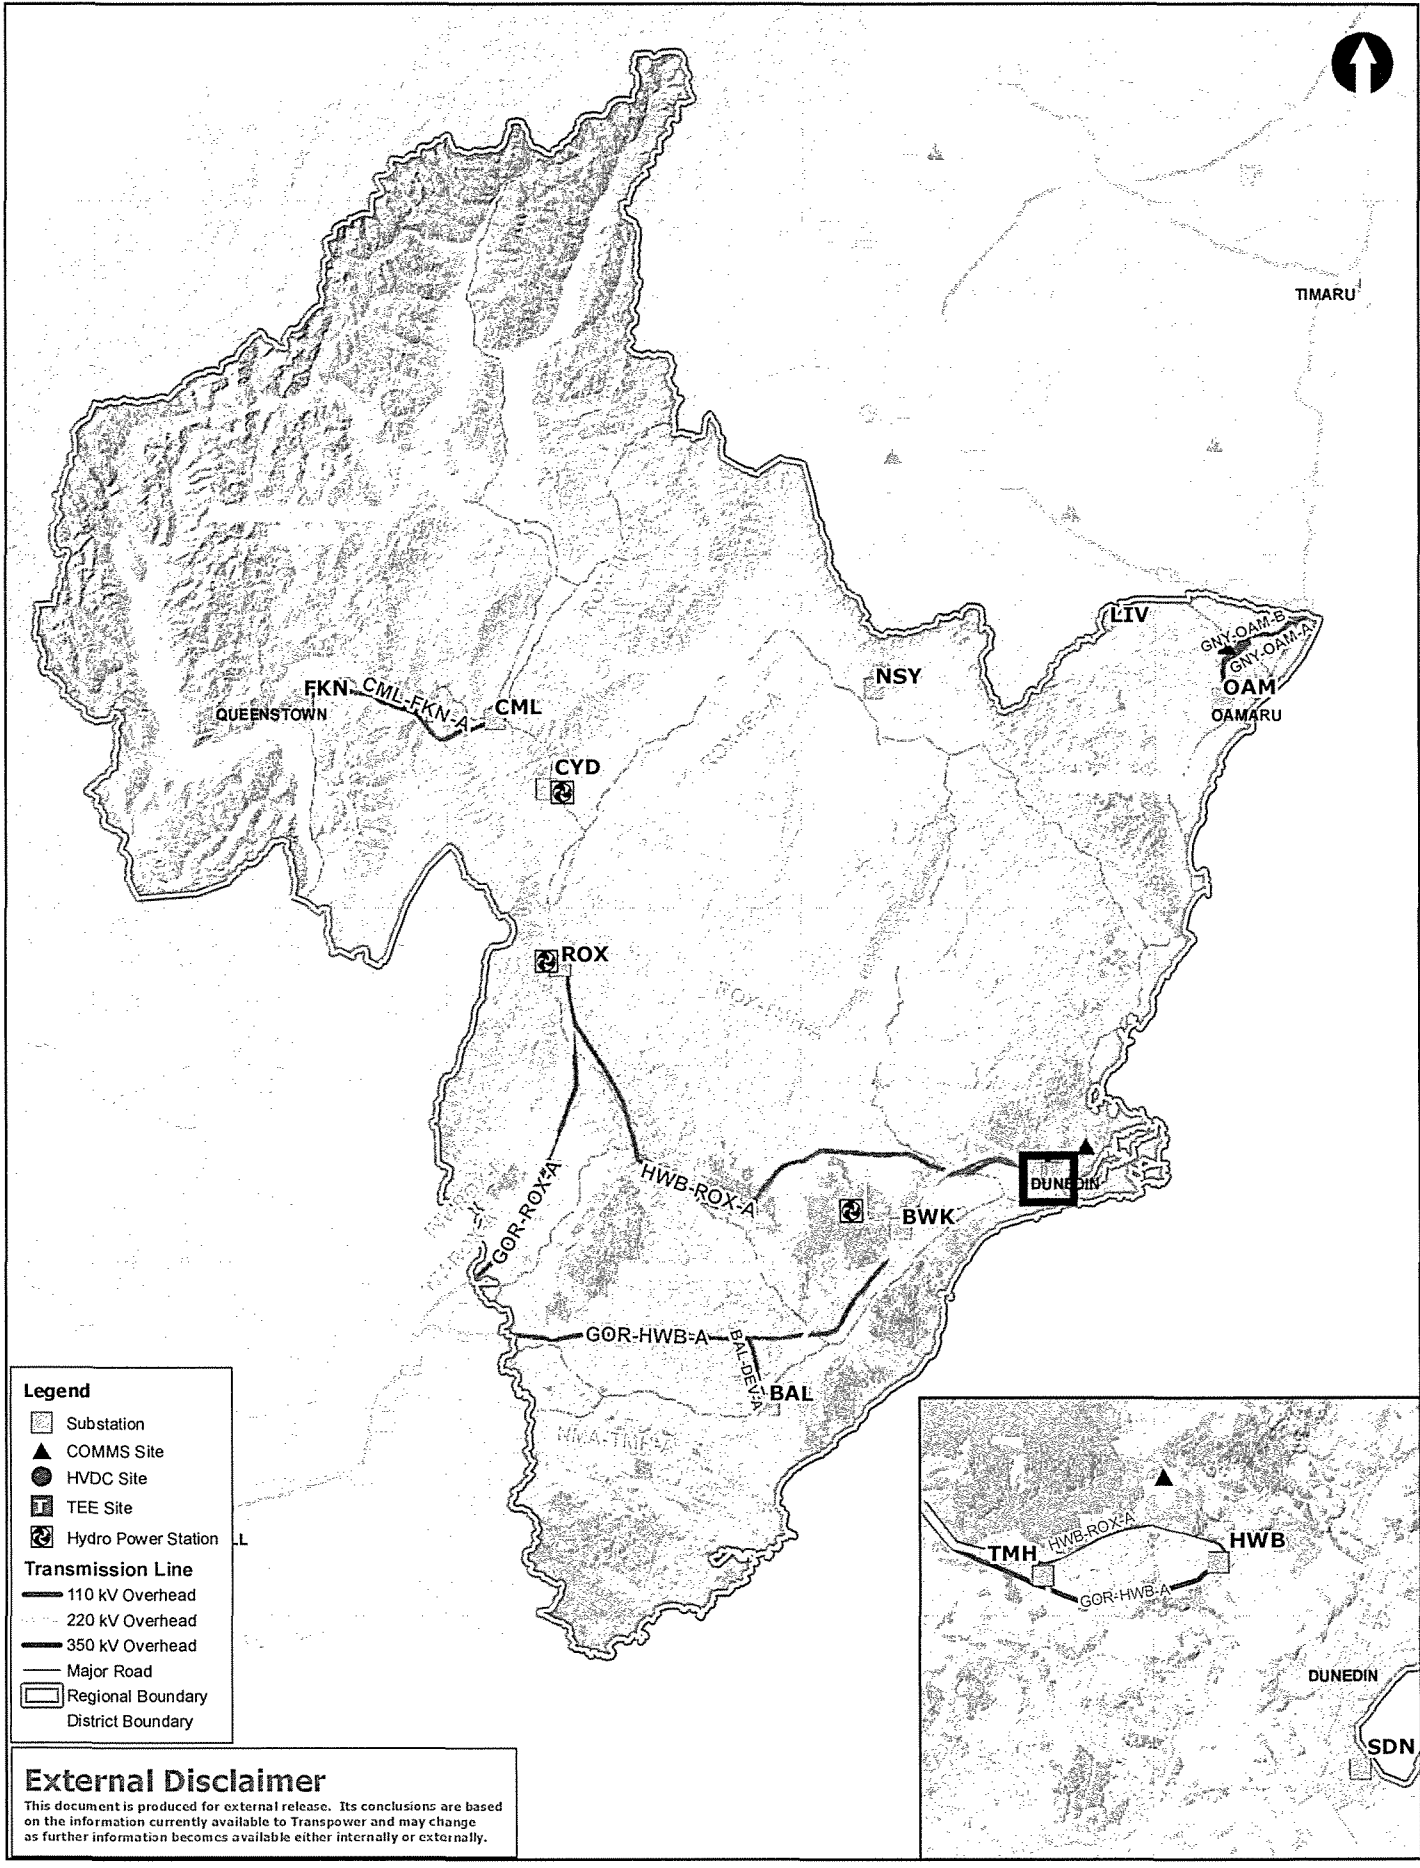 TIMARU
LIV
GNY-OAM-B
GNY-OAM-A
OAM
OAMARU
NSY
FKN
CML-FKN-A
CML
QUEENSTOWN
CYD
ROX
HWB-ROX-A
GOR-ROX-A
DUNEDIN
BWK
GOR-HWB-A
BAL-DEV-A
BAL
NMA-TMH-A
Legend
Substation
COMMS Site
HVDC Site
T TEE Site
Hydro Power Station
LL
Transmission Line
110 kV Overhead
220 kV Overhead
350 kV Overhead
Major Road
Regional Boundary
District Boundary
External Disclaimer
This document is produced for external release. Its conclusions are based
on the information currently available to Transpower and may change
as further information becomes available either internally or externally.
TMH
HWB-ROX-A
HWB
GOR-HWB-A
DUNEDIN
SDN